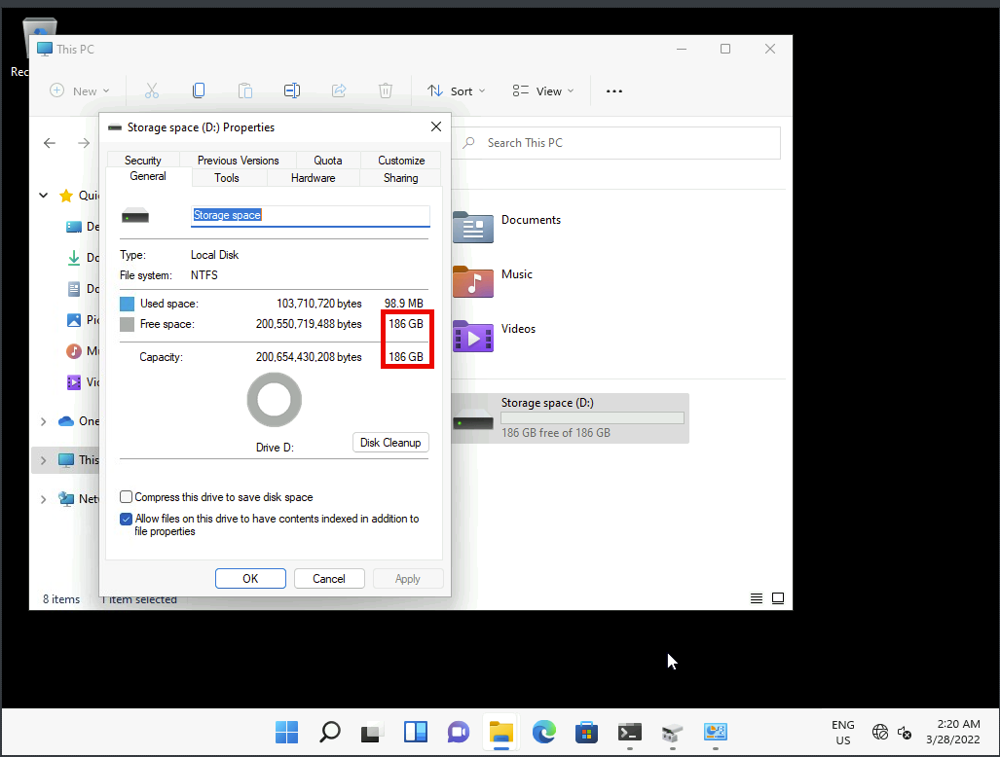 Rec
This PC
New
Sort
View
Storage space (D:) Properties
Search This PC
Security
Previous Versions
Quota
Customize
General
Tools
Hardware
Sharing
Quic
De
Do
Do
Pic
Mu
Vid
One
This
Netw
Storage space
Type: Local Disk
File system: NTFS
Used space: 103,710,720 bytes 98.9 MB
Free space: 200,550,719,488 bytes 186 GB
Capacity: 200,654,430,208 bytes 186 GB
Drive D:
Disk Cleanup
Compress this drive to save disk space
Allow files on this drive to have contents indexed in addition to
file properties
OK
Cancel
Apply
Documents
Music
Videos
Storage space (D:)
186 GB free of 186 GB
8 items
1 item selected
ENG
US
2:20 AM
3/28/2022